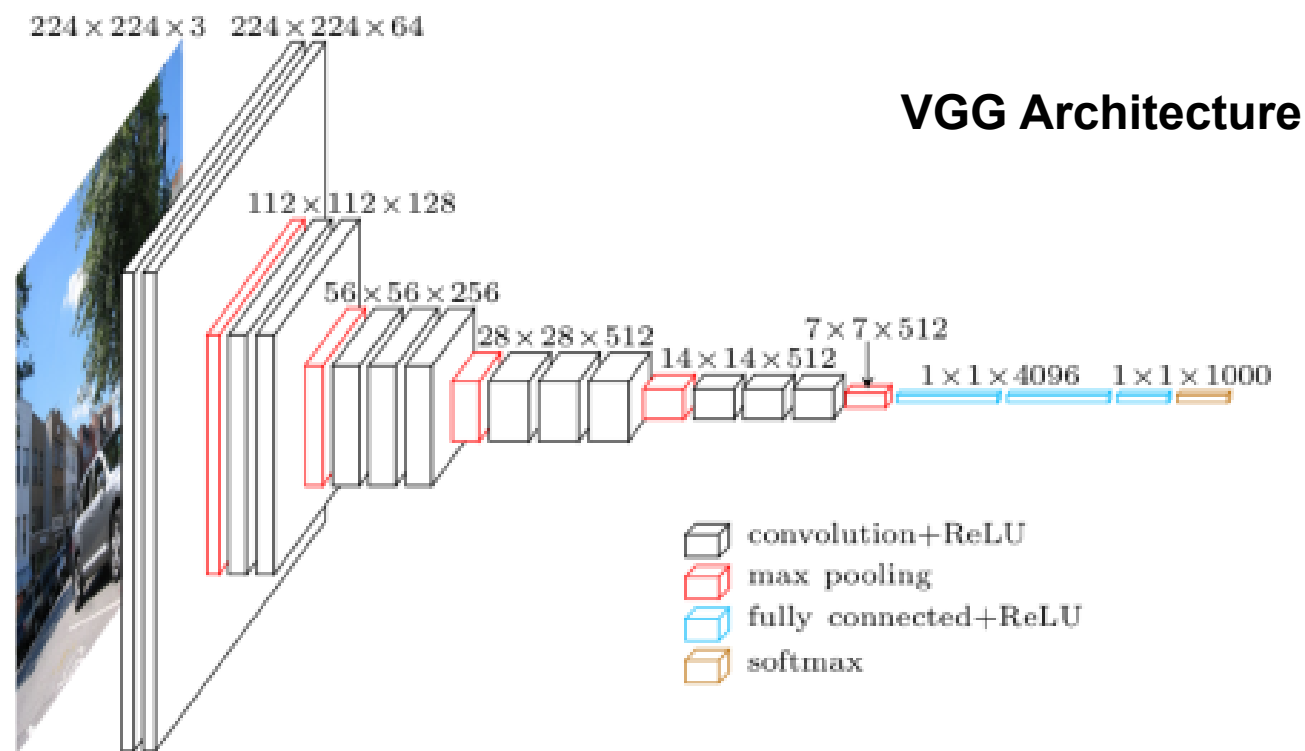 224 × 224 × 3
224 × 224 × 64
VGG Architecture
112 × 112 × 128
56 × 56 × 256
28 × 28 × 512
7 × 7 × 512
14 × 14 × 512
1 × 1 × 4096
1 × 1 × 1000
convolution+ReLU
max pooling
fully connected+ReLU
softmax